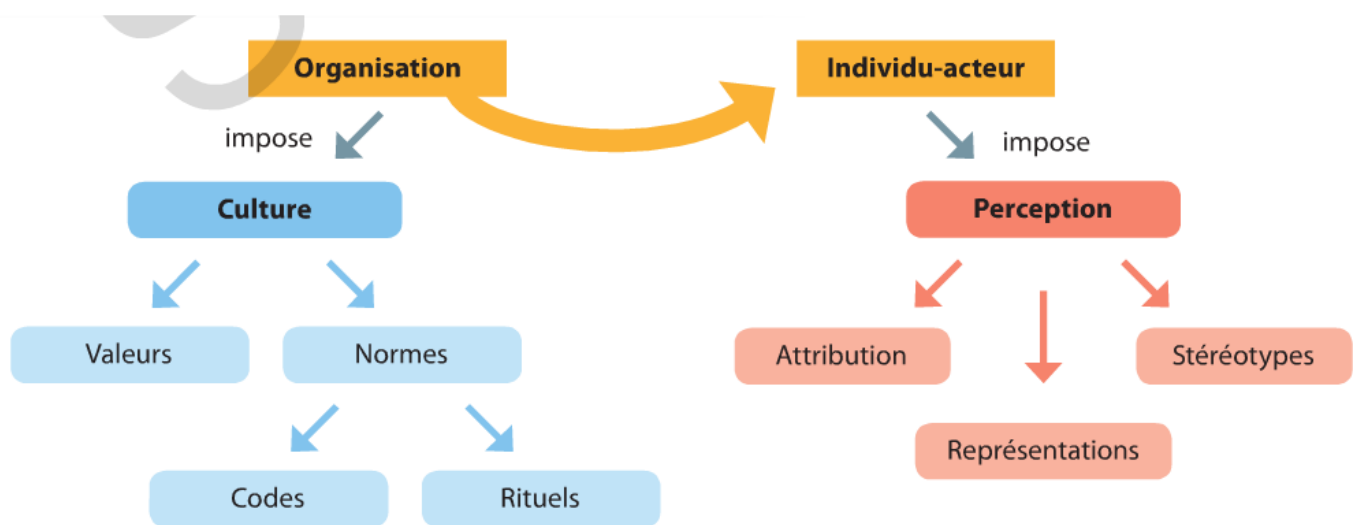 Organisation
Individu-acteur
impose
impose
Culture
Perception
Valeurs
Normes
Attribution
Stéréotypes
Représentations
Codes
Rituels